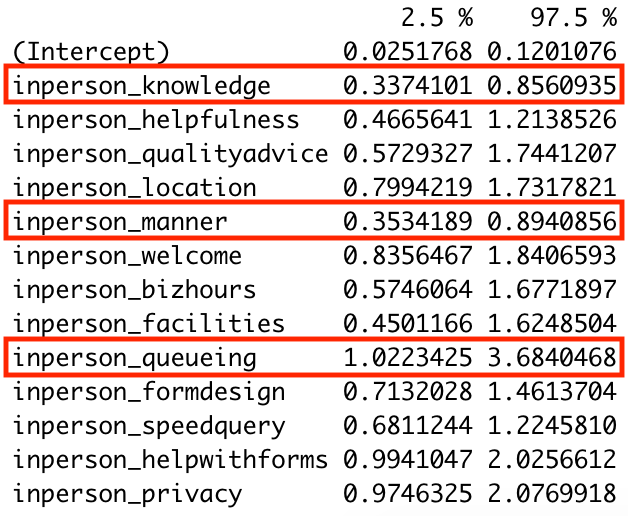 2.5 % 97.5 %
(Intercept) 0.0251768 0.1201076
inperson_knowledge 0.3374101 0.8560935
inperson_helpfulness 0.4665641 1.2138526
inperson_qualityadvice 0.5729327 1.7441207
inperson_location 0.7994219 1.7317821
inperson_manner 0.3534189 0.8940856
inperson_welcome 0.8356467 1.8406593
inperson_bizhours 0.5746064 1.6771897
inperson_facilities 0.4501166 1.6248504
inperson_queueing 1.0223425 3.6840468
inperson_formdesign 0.7132028 1.4613704
inperson_speedquery 0.6811244 1.2245810
inperson_helpwithforms 0.9941047 2.0256612
inperson_privacy 0.9746325 2.0769918